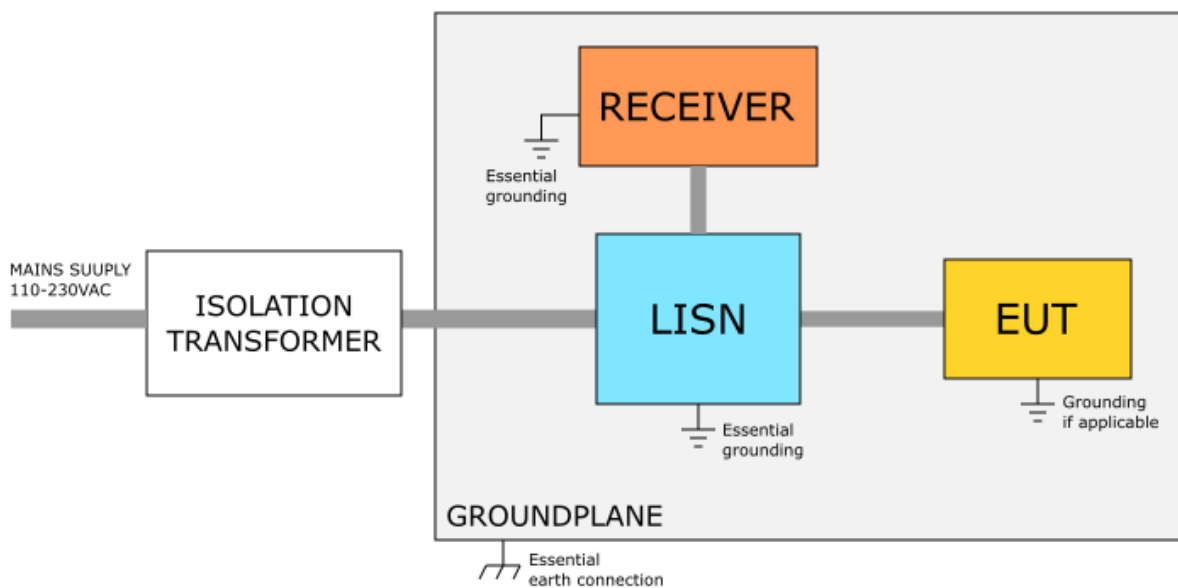 RECEIVER
Essential
grounding
MAINS SUUPLY
110-230VAC
ISOLATION
TRANSFORMER
LISN
EUT
Essential
grounding
Grounding
if applicable
GROUNDPLANE
Essential
earth connection